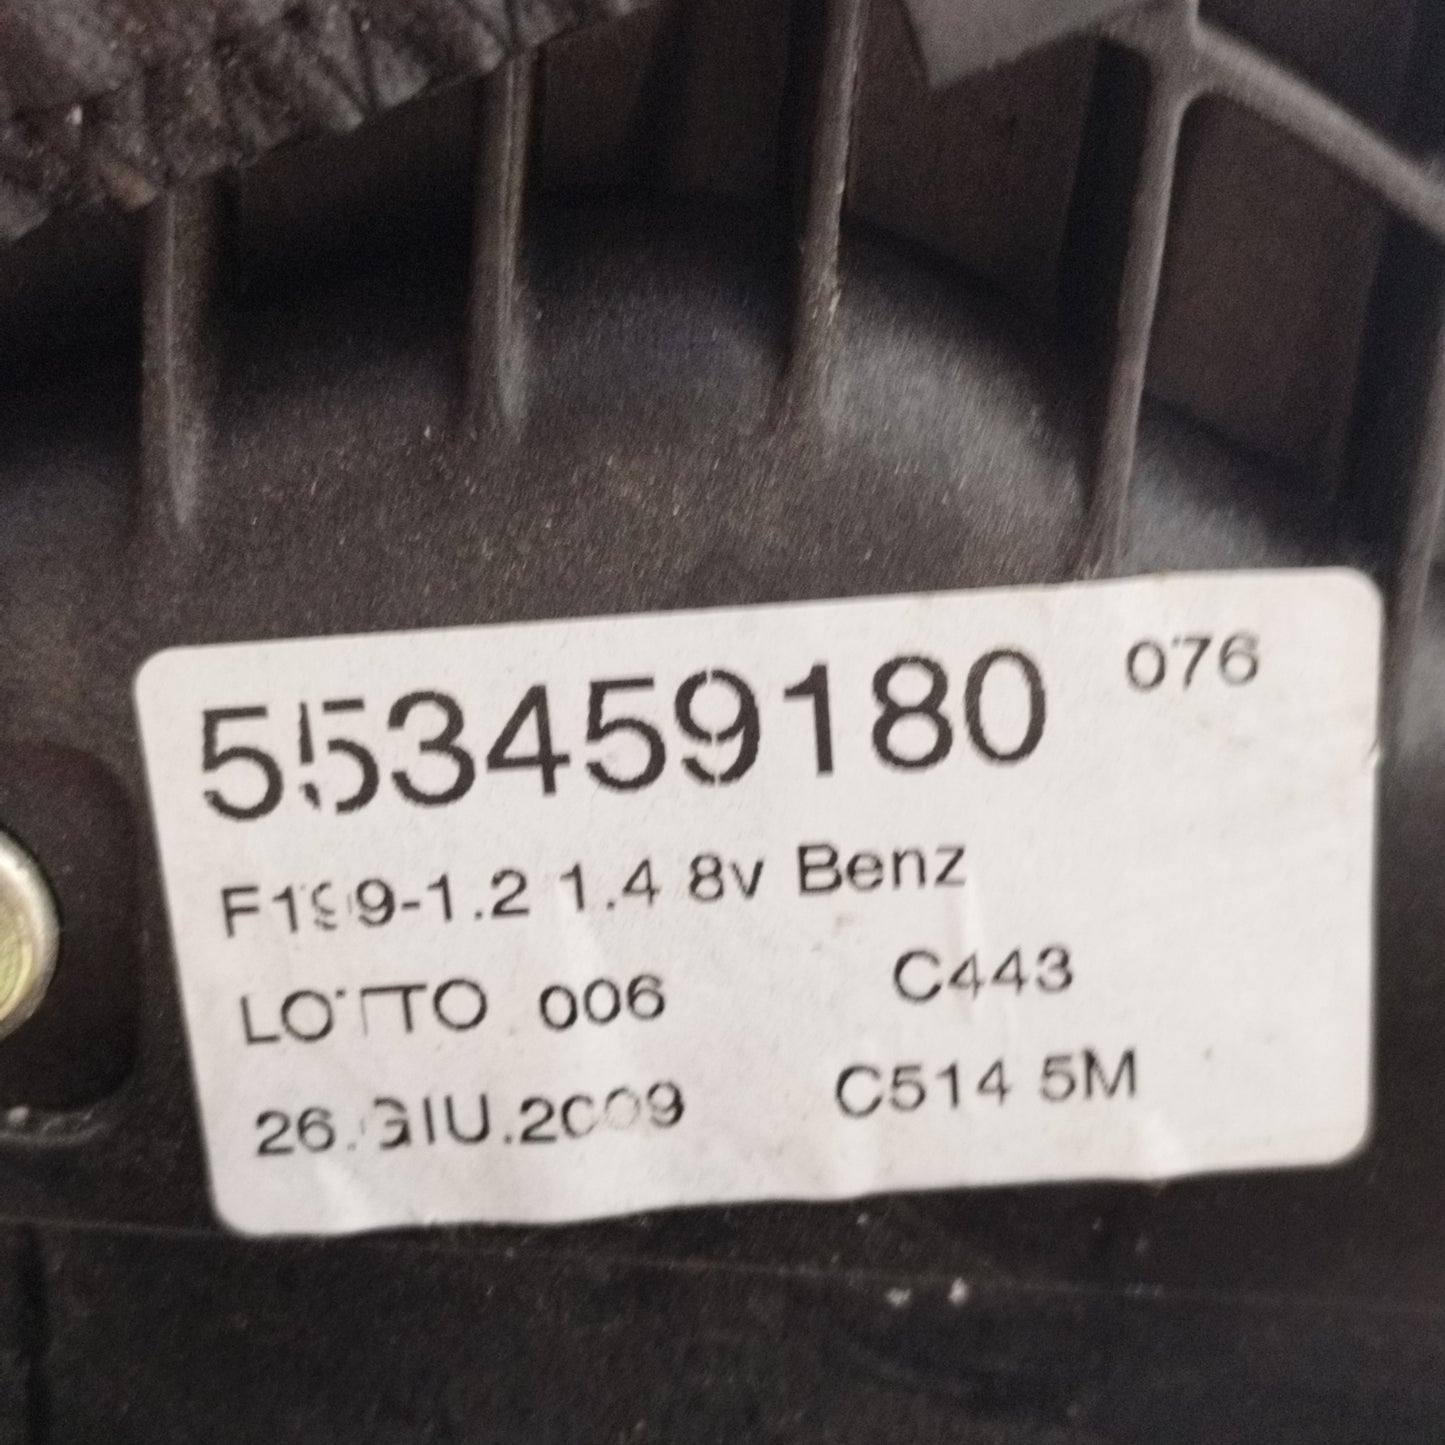 553459180 076
F199-1.2 1.4 8v Benz
LOTTO 006 C443
26.GIU.2009 C514 5M